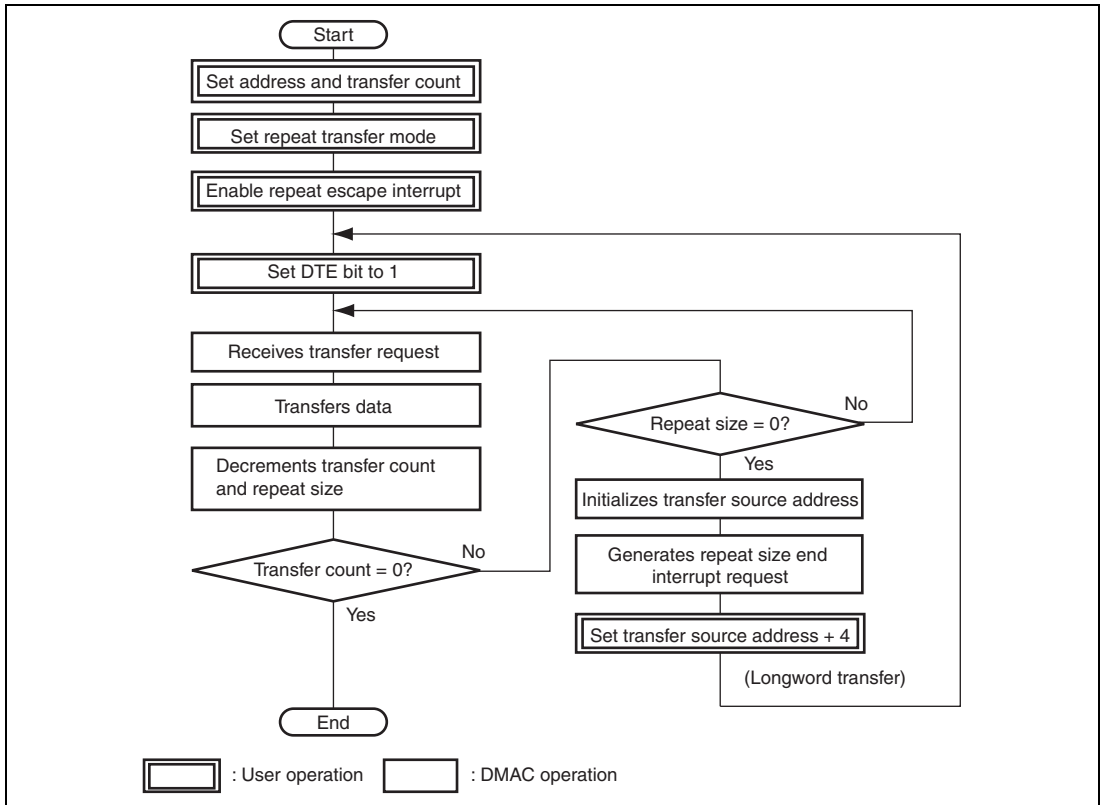 Start
Set address and transfer count
Set repeat transfer mode
Enable repeat escape interrupt
Set DTE bit to 1
Receives transfer request
Transfers data
Decrements transfer count
and repeat size
Transfer count = 0?
No
Yes
End
Repeat size = 0?
No
Yes
Initializes transfer source address
Generates repeat size end
interrupt request
Set transfer source address + 4
(Longword transfer)
: User operation
: DMAC operation